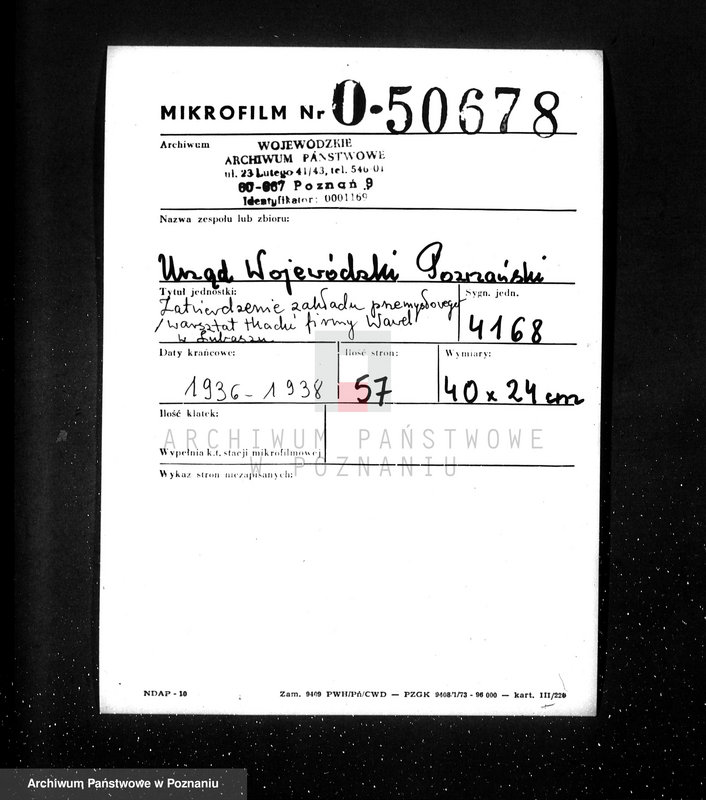 MIKROFILM Nr O-50678
Archiwum
WOJEWÓDZKIE
ARCHIWUM PAŃSTWOWE
ul. 23 Lutego 41/43, tel. 546-01
60-967 Poznań 9
Identyfikator: 0001169
Nazwa zespołu lub zbioru:
Urząd Wojewódzki Poznański
Tytuł jednostki:
Zatwierdzenie zakładu przemysłowego
/warsztat tkacki firmy Wavel
w Lubaszu
Sygn. jedn.
4168
Daty krańcowe:
1936-1938
Ilość stron:
57
Wymiary:
40 x 24 cm
Ilość klatek:
Wypełnia k.t. stacji mikrofilmowej
ARCHIWUM PAŃSTWOWE
W POZNANIU
Wykaz stron niezapisanych:
NDAP - 10
Zam. 9409 PWH/Pń/CWD — PZGK 9408/1/73 - 96 000 — kart. III/220
Archiwum Państwowe w Poznaniu